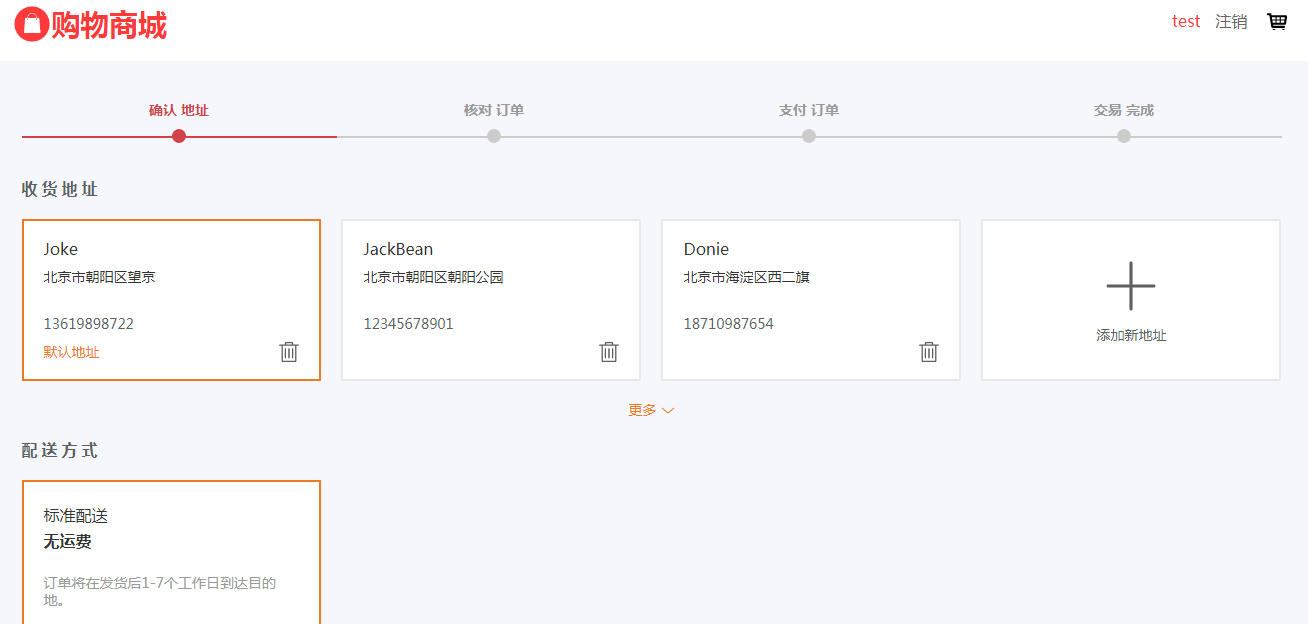 购物商城
test 注销
确认 地址 核对 订单 支付 订单 交易 完成
收货地址
Joke
北京市朝阳区望京
13619898722
默认地址
JackBean
北京市朝阳区朝阳公园
12345678901
Donie
北京市海淀区西二旗
18710987654
添加新地址
更多
配送方式
标准配送
无运费
订单将在发货后1-7个工作日到达目的
地。